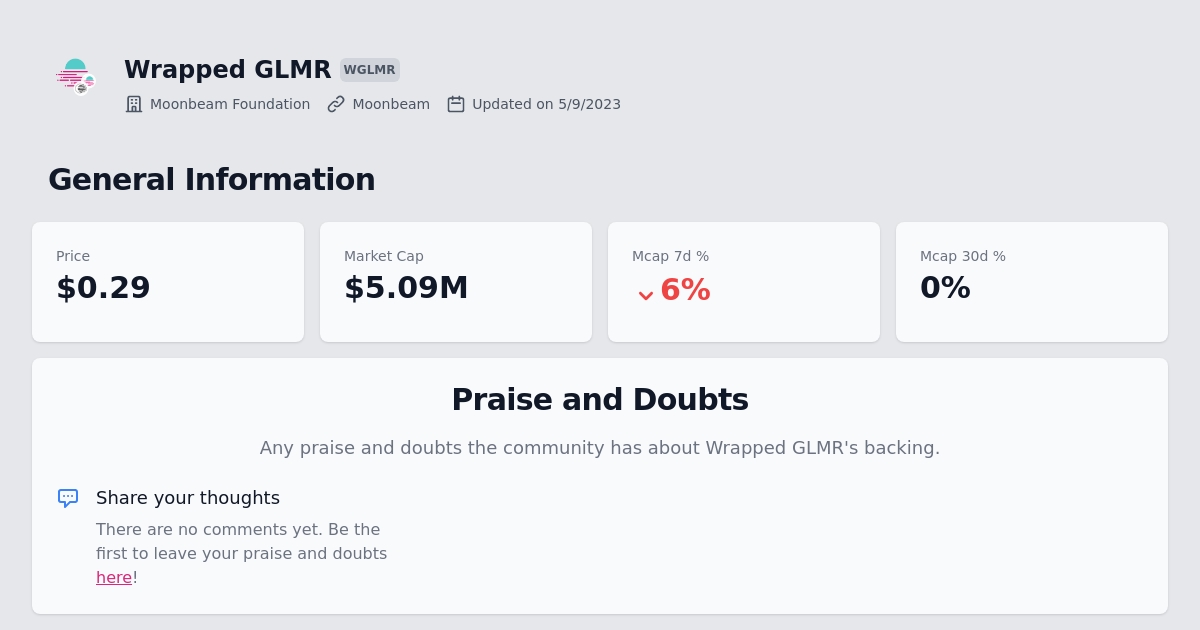 Wrapped GLMR WGLMR
Moonbeam Foundation Moonbeam Updated on 5/9/2023
General Information
Price
$0.29
Market Cap
$5.09M
Mcap 7d %
6%
Mcap 30d %
0%
Praise and Doubts
Any praise and doubts the community has about Wrapped GLMR's backing.
Share your thoughts
There are no comments yet. Be the
first to leave your praise and doubts
here!